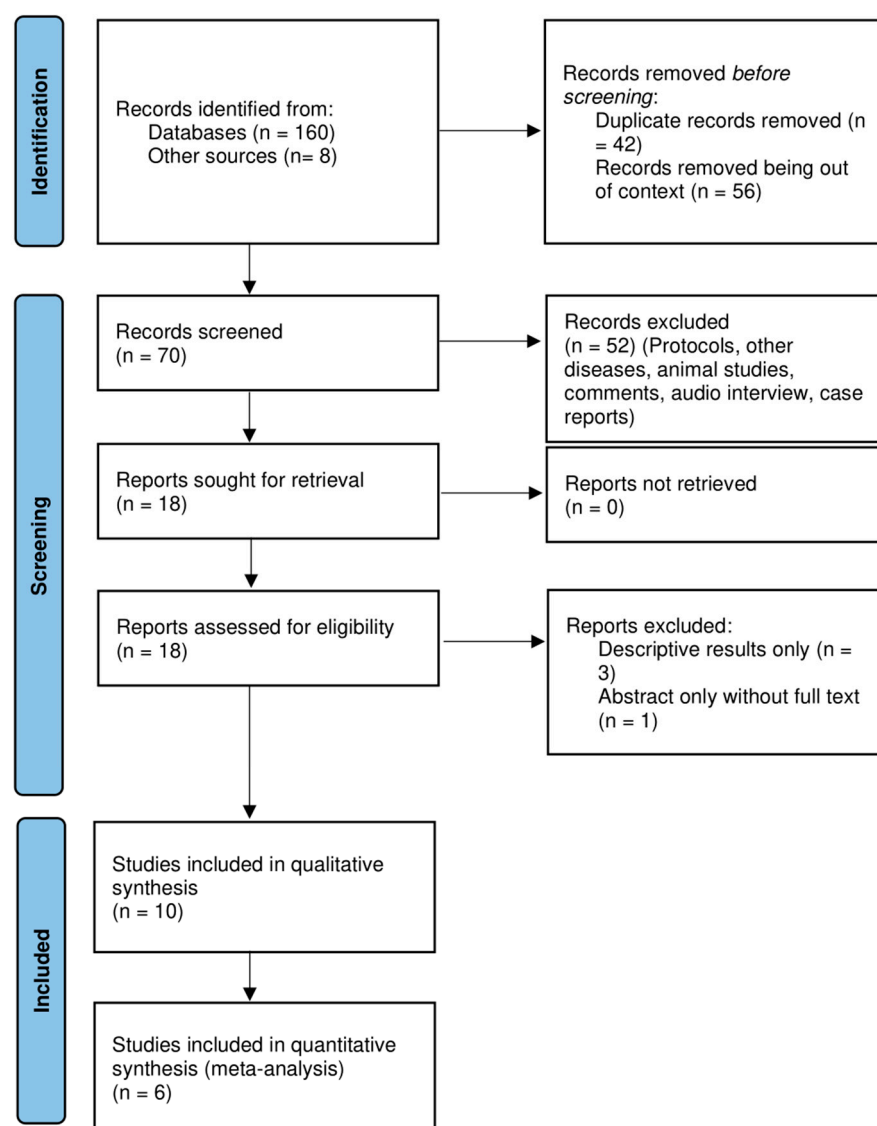 Identification
Records identified from:
Databases (n = 160)
Other sources (n= 8)
Records removed before
screening:
Duplicate records removed (n
= 42)
Records removed being out
of context (n = 56)
Screening
Records screened
(n = 70)
Records excluded
(n = 52) (Protocols, other
diseases, animal studies,
comments, audio interview, case
reports)
Reports sought for retrieval
(n = 18)
Reports not retrieved
(n = 0)
Reports assessed for eligibility
(n = 18)
Reports excluded:
Descriptive results only (n =
3)
Abstract only without full text
(n = 1)
Included
Studies included in qualitative
synthesis
(n = 10)
Studies included in quantitative
synthesis (meta-analysis)
(n = 6)